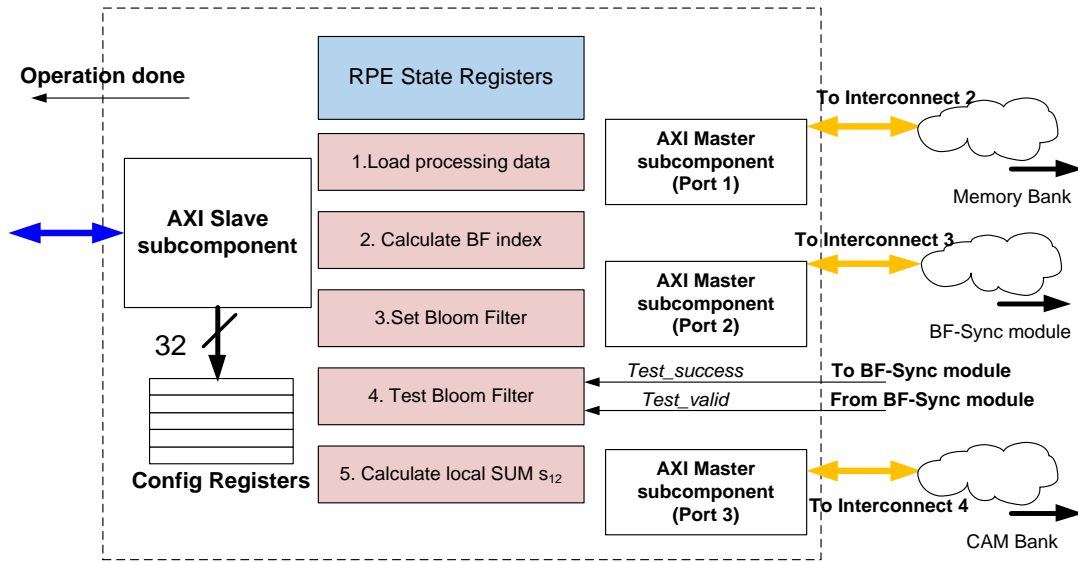 Operation done
RPE State Registers
To Interconnect 2
1.Load processing data
AXI Master
subcomponent
(Port 1)
Memory Bank
AXI Slave
subcomponent
2. Calculate BF index
To Interconnect 3
AXI Master
subcomponent
(Port 2)
3.Set Bloom Filter
BF-Sync module
32
Test_success
To BF-Sync module
4. Test Bloom Filter
Test_valid
From BF-Sync module
Config Registers
5. Calculate local SUM s₁₂
AXI Master
subcomponent
(Port 3)
To Interconnect 4
CAM Bank